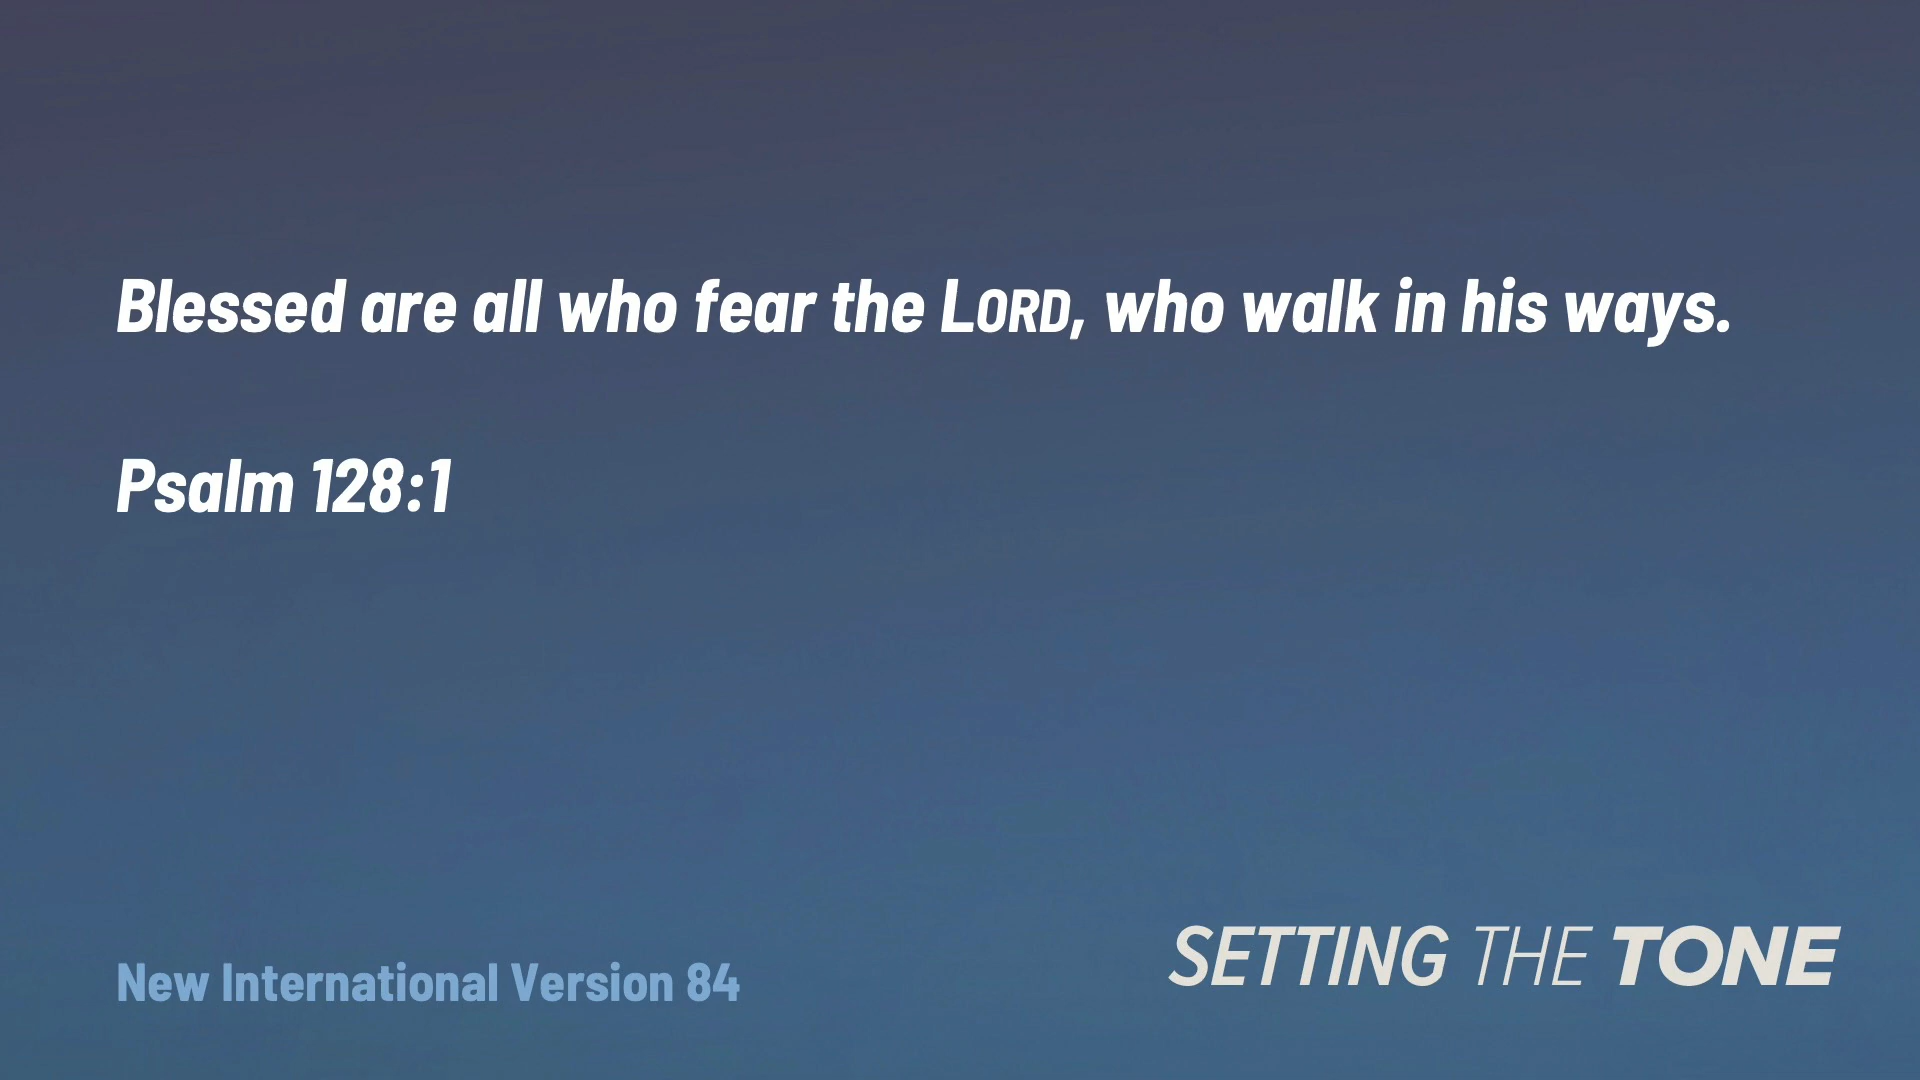 Blessed are all who fear the LORD, who walk in his ways.
Psalm 128:1
New International Version 84
SETTING THE TONE